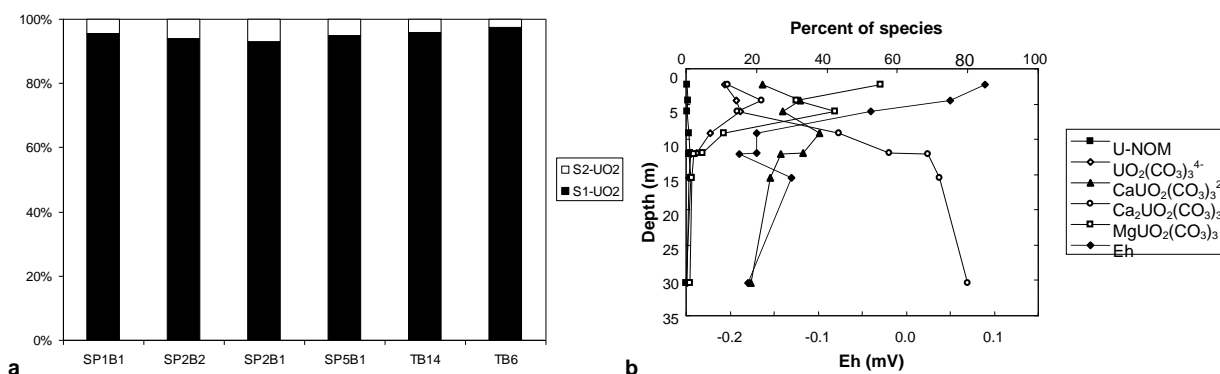 100%
80%
60%
40%
20%
0%
SP1B1 SP2B2 SP2B1 SP5B1 TB14 TB6
S2-UO2
S1-UO2
a
Percent of species
0 20 40 60 80 100
0
5
10
15
20
25
30
35
Depth (m)
-0.2 -0.1 0.0 0.1
Eh (mV)
U-NOM
UO₂(CO₃)₃⁴⁻
CaUO₂(CO₃)₃²
Ca₂UO₂(CO₃)₃
MgUO₂(CO₃)₃
Eh
b